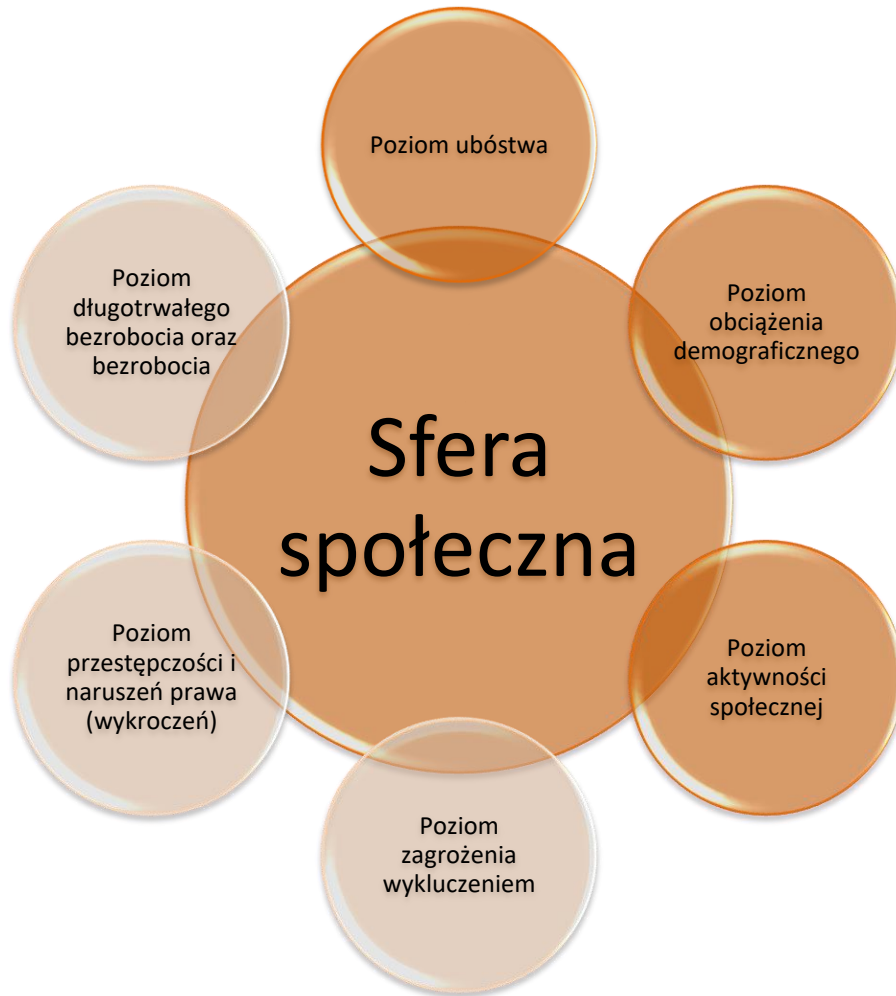 Poziom ubóstwa
Poziom
długotrwałego
bezrobocia oraz
bezrobocia
Poziom
obciążenia
demograficznego
Sfera
społeczna
Poziom
przestępczości i
naruszeń prawa
(wykroczeń)
Poziom
aktywności
społecznej
Poziom
zagrożenia
wykluczeniem